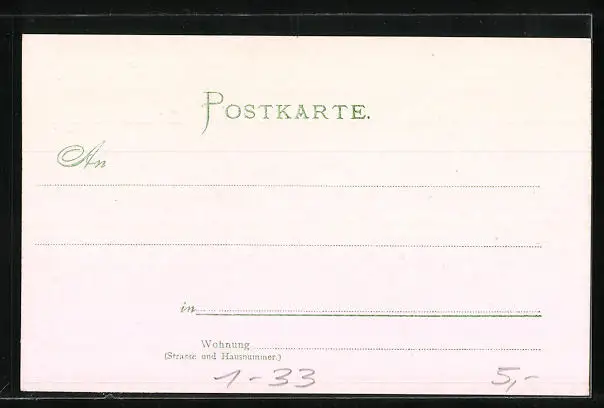 POSTKARTE.
An
in
Wohnung
(Strasse und Hausnummer.)
1-33 5,-